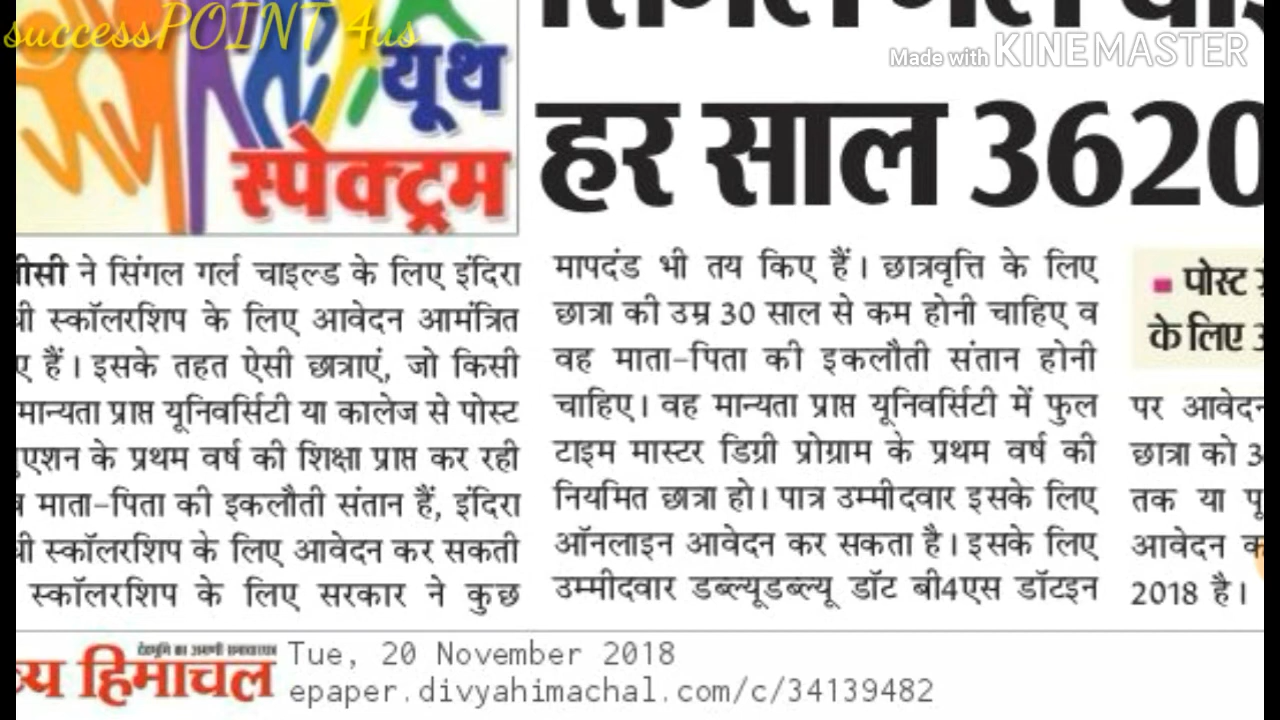 successPOINT 4us
Made with KINEMASTER
यूथ
स्पेक्ट्रम
सिंगल गर्ल
हर साल 3620
ने सिंगल गर्ल चाइल्ड के लिए इंदिरा
स्कॉलरशिप के लिए आवेदन आमंत्रित
हैं। इसके तहत ऐसी छात्राएं, जो किसी
मान्यता प्राप्त यूनिवर्सिटी या कालेज से पोस्ट
के प्रथम वर्ष की शिक्षा प्राप्त कर रही
माता-पिता की इकलौती संतान हैं, इंदिरा
स्कॉलरशिप के लिए आवेदन कर सकती
स्कॉलरशिप के लिए सरकार ने कुछ
मापदंड भी तय किए हैं। छात्रवृत्ति के लिए
छात्रा की उम्र 30 साल से कम होनी चाहिए व
वह माता-पिता की इकलौती संतान होनी
चाहिए। वह मान्यता प्राप्त यूनिवर्सिटी में फुल
टाइम मास्टर डिग्री प्रोग्राम के प्रथम वर्ष की
नियमित छात्रा हो। पात्र उम्मीदवार इसके लिए
ऑनलाइन आवेदन कर सकता है। इसके लिए
उम्मीदवार डब्ल्यूडब्ल्यू डॉट बी4एस डॉटइन
▪ पोस्ट
के लिए
पर आवेदन
छात्रा को
तक या
आवेदन
2018 है।
हिमाचल
Tue, 20 November 2018
epaper.divyahimachal.com/c/34139482